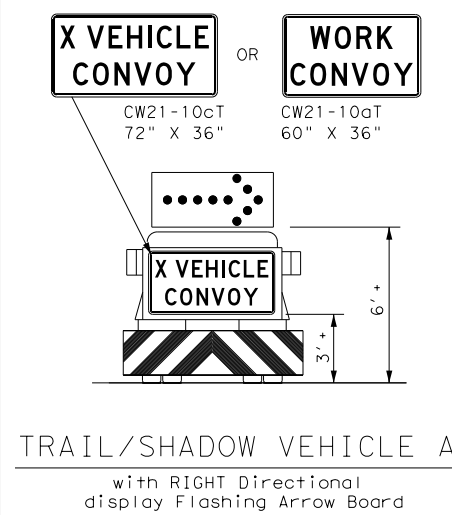 X VEHICLE
CONVOY
OR
WORK
CONVOY
CW21-10cT
72" X 36"
CW21-10aT
60" X 36"
X VEHICLE
CONVOY
6' +
3' +
TRAIL/SHADOW VEHICLE A
with RIGHT Directional
display Flashing Arrow Board